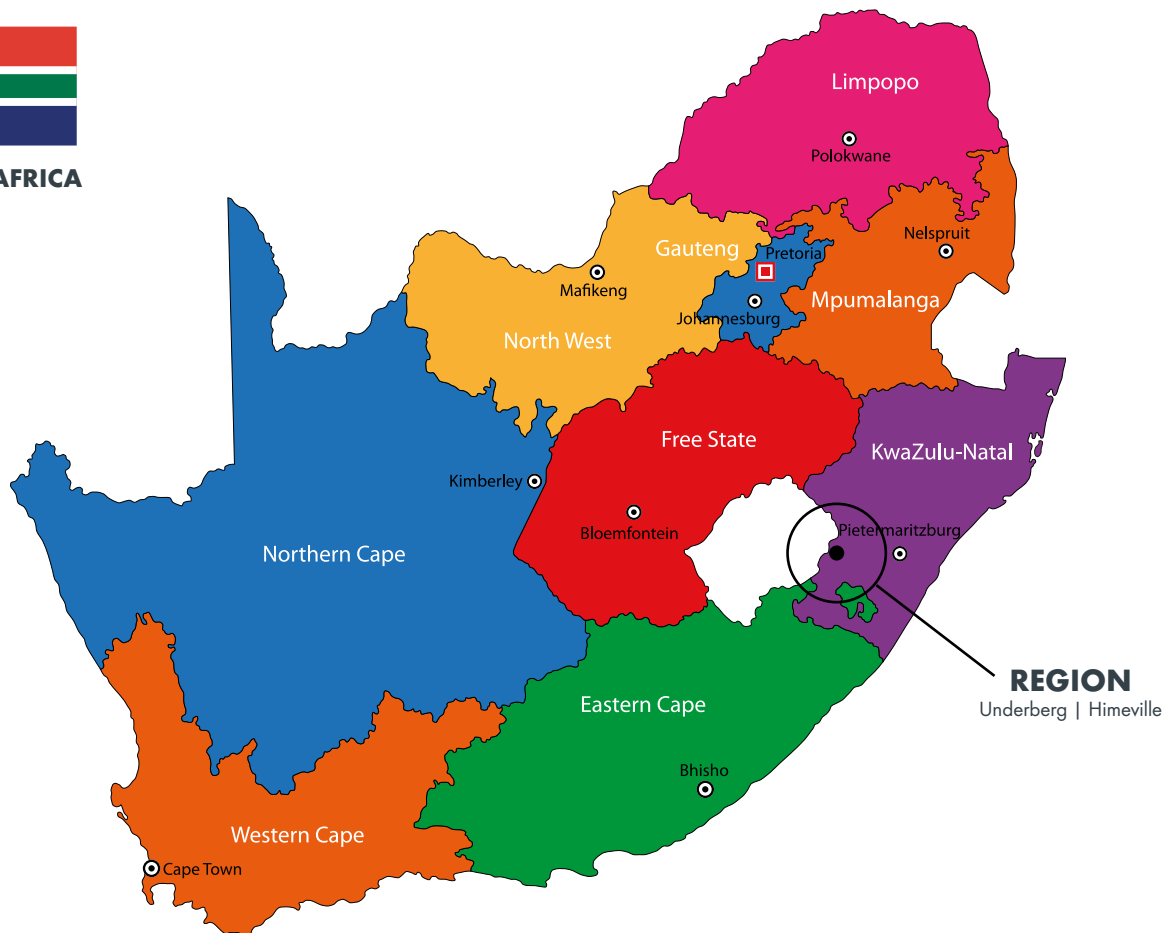 AFRICA
Limpopo
Polokwane
Nelspruit
Gauteng
Pretoria
Mafikeng
Mpumalanga
Johannesburg
North West
Free State
KwaZulu-Natal
Kimberley
Bloemfontein
Pietermaritzburg
Northern Cape
REGION
Underberg | Himeville
Eastern Cape
Bhisho
Western Cape
Cape Town